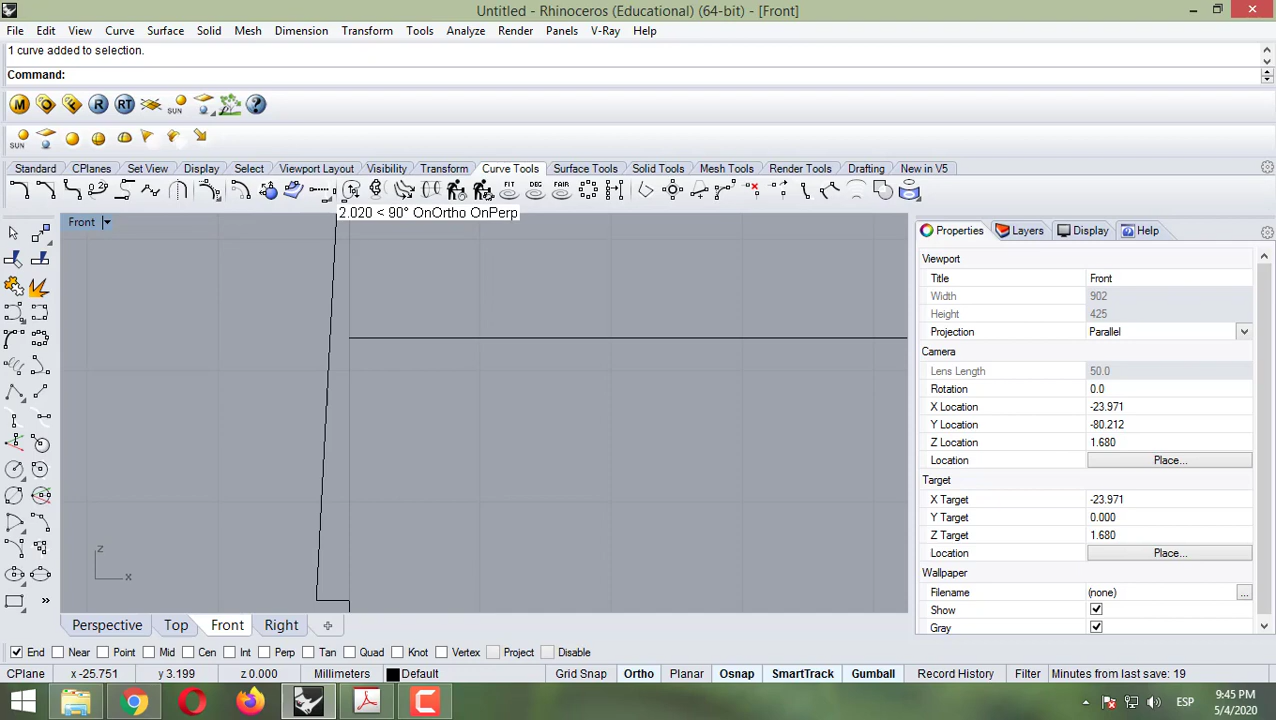 Untitled - Rhinoceros (Educational) (64-bit) - [Front]
File Edit View Curve Surface Solid Mesh Dimension Transform Tools Analyze Render Panels V-Ray Help
1 curve added to selection.
Command:
M O F R RT SUN ?
SUN
Standard CPlanes Set View Display Select Viewport Layout Visibility Transform Curve Tools Surface Tools Solid Tools Mesh Tools Render Tools Drafting New in V5
FIT DEG FAIR
2.020 < 90° OnOrtho OnPerp
Front
Properties Layers Display Help
Viewport
Title Front
Width 902
Height 425
Projection Parallel
Camera
Lens Length 50.0
Rotation 0.0
X Location -23.971
Y Location -80.212
Z Location 1.680
Location Place...
Target
X Target -23.971
Y Target 0.000
Z Target 1.680
Location Place...
Wallpaper
Filename (none) ...
Show
Gray
z
x
Perspective Top Front Right
End Near Point Mid Cen Int Perp Tan Quad Knot Vertex Project Disable
CPlane x -25.751 y 3.199 z 0.000 Millimeters Default Grid Snap Ortho Planar Osnap SmartTrack Gumball Record History Filter Minutes from last save: 19
ESP
9:45 PM
5/4/2020